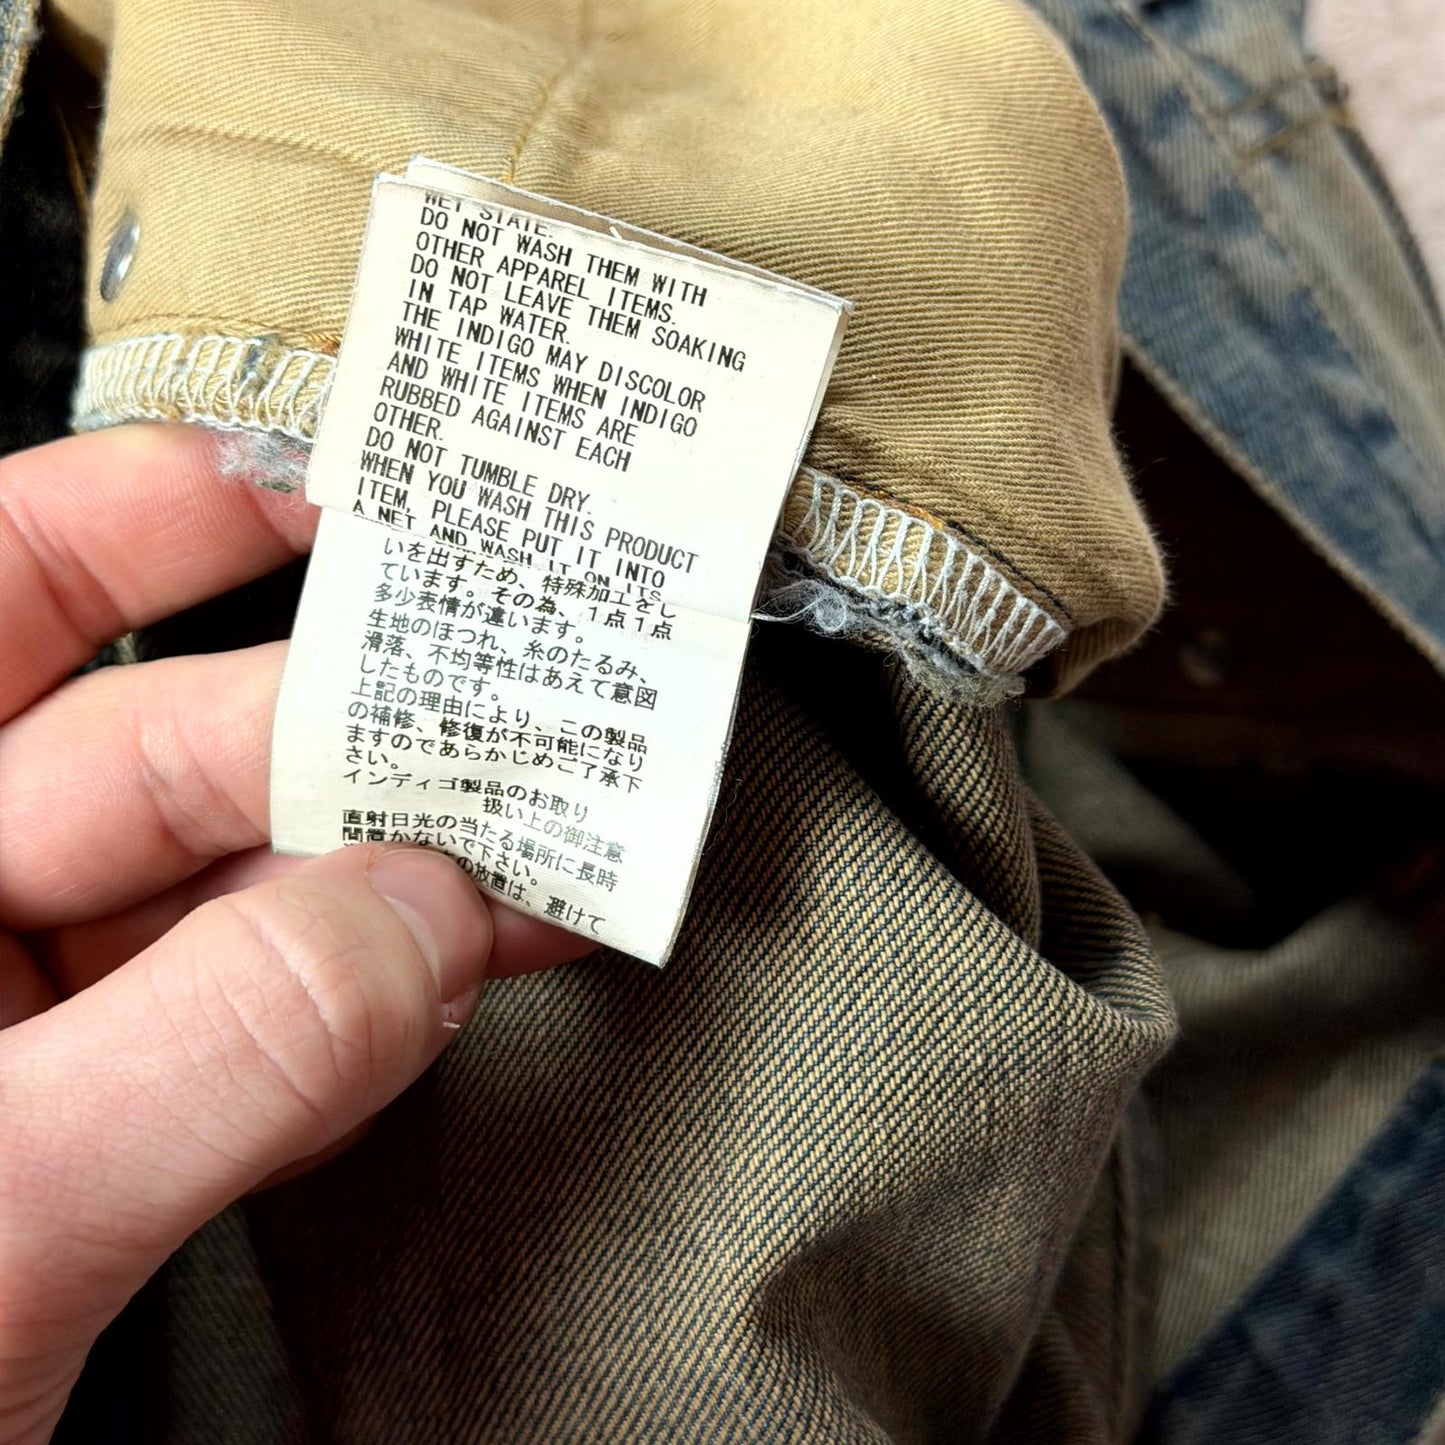 WET STATE.
DO NOT WASH THEM WITH
OTHER APPAREL ITEMS.
DO NOT LEAVE THEM SOAKING
IN TAP WATER.
THE INDIGO MAY DISCOLOR
WHITE ITEMS WHEN INDIGO
AND WHITE ITEMS ARE
RUBBED AGAINST EACH
OTHER.
DO NOT TUMBLE DRY.
WHEN YOU WASH THIS PRODUCT
ITEM, PLEASE PUT IT INTO
A NET AND WASH IT ON ITS
いを出すため、特殊加工をし
ています。その為、1点1点
多少表情が違います。
生地のほつれ、糸のたるみ、
滑落、不均等性はあえて意図
したものです。
上記の理由により、この製品
の補修、修復が不可能になり
ますのであらかじめご了承下
さい。
インディゴ製品のお取り
扱い上の御注意
直射日光の当たる場所に長時
間置かないで下さい。
の放置は、避けて